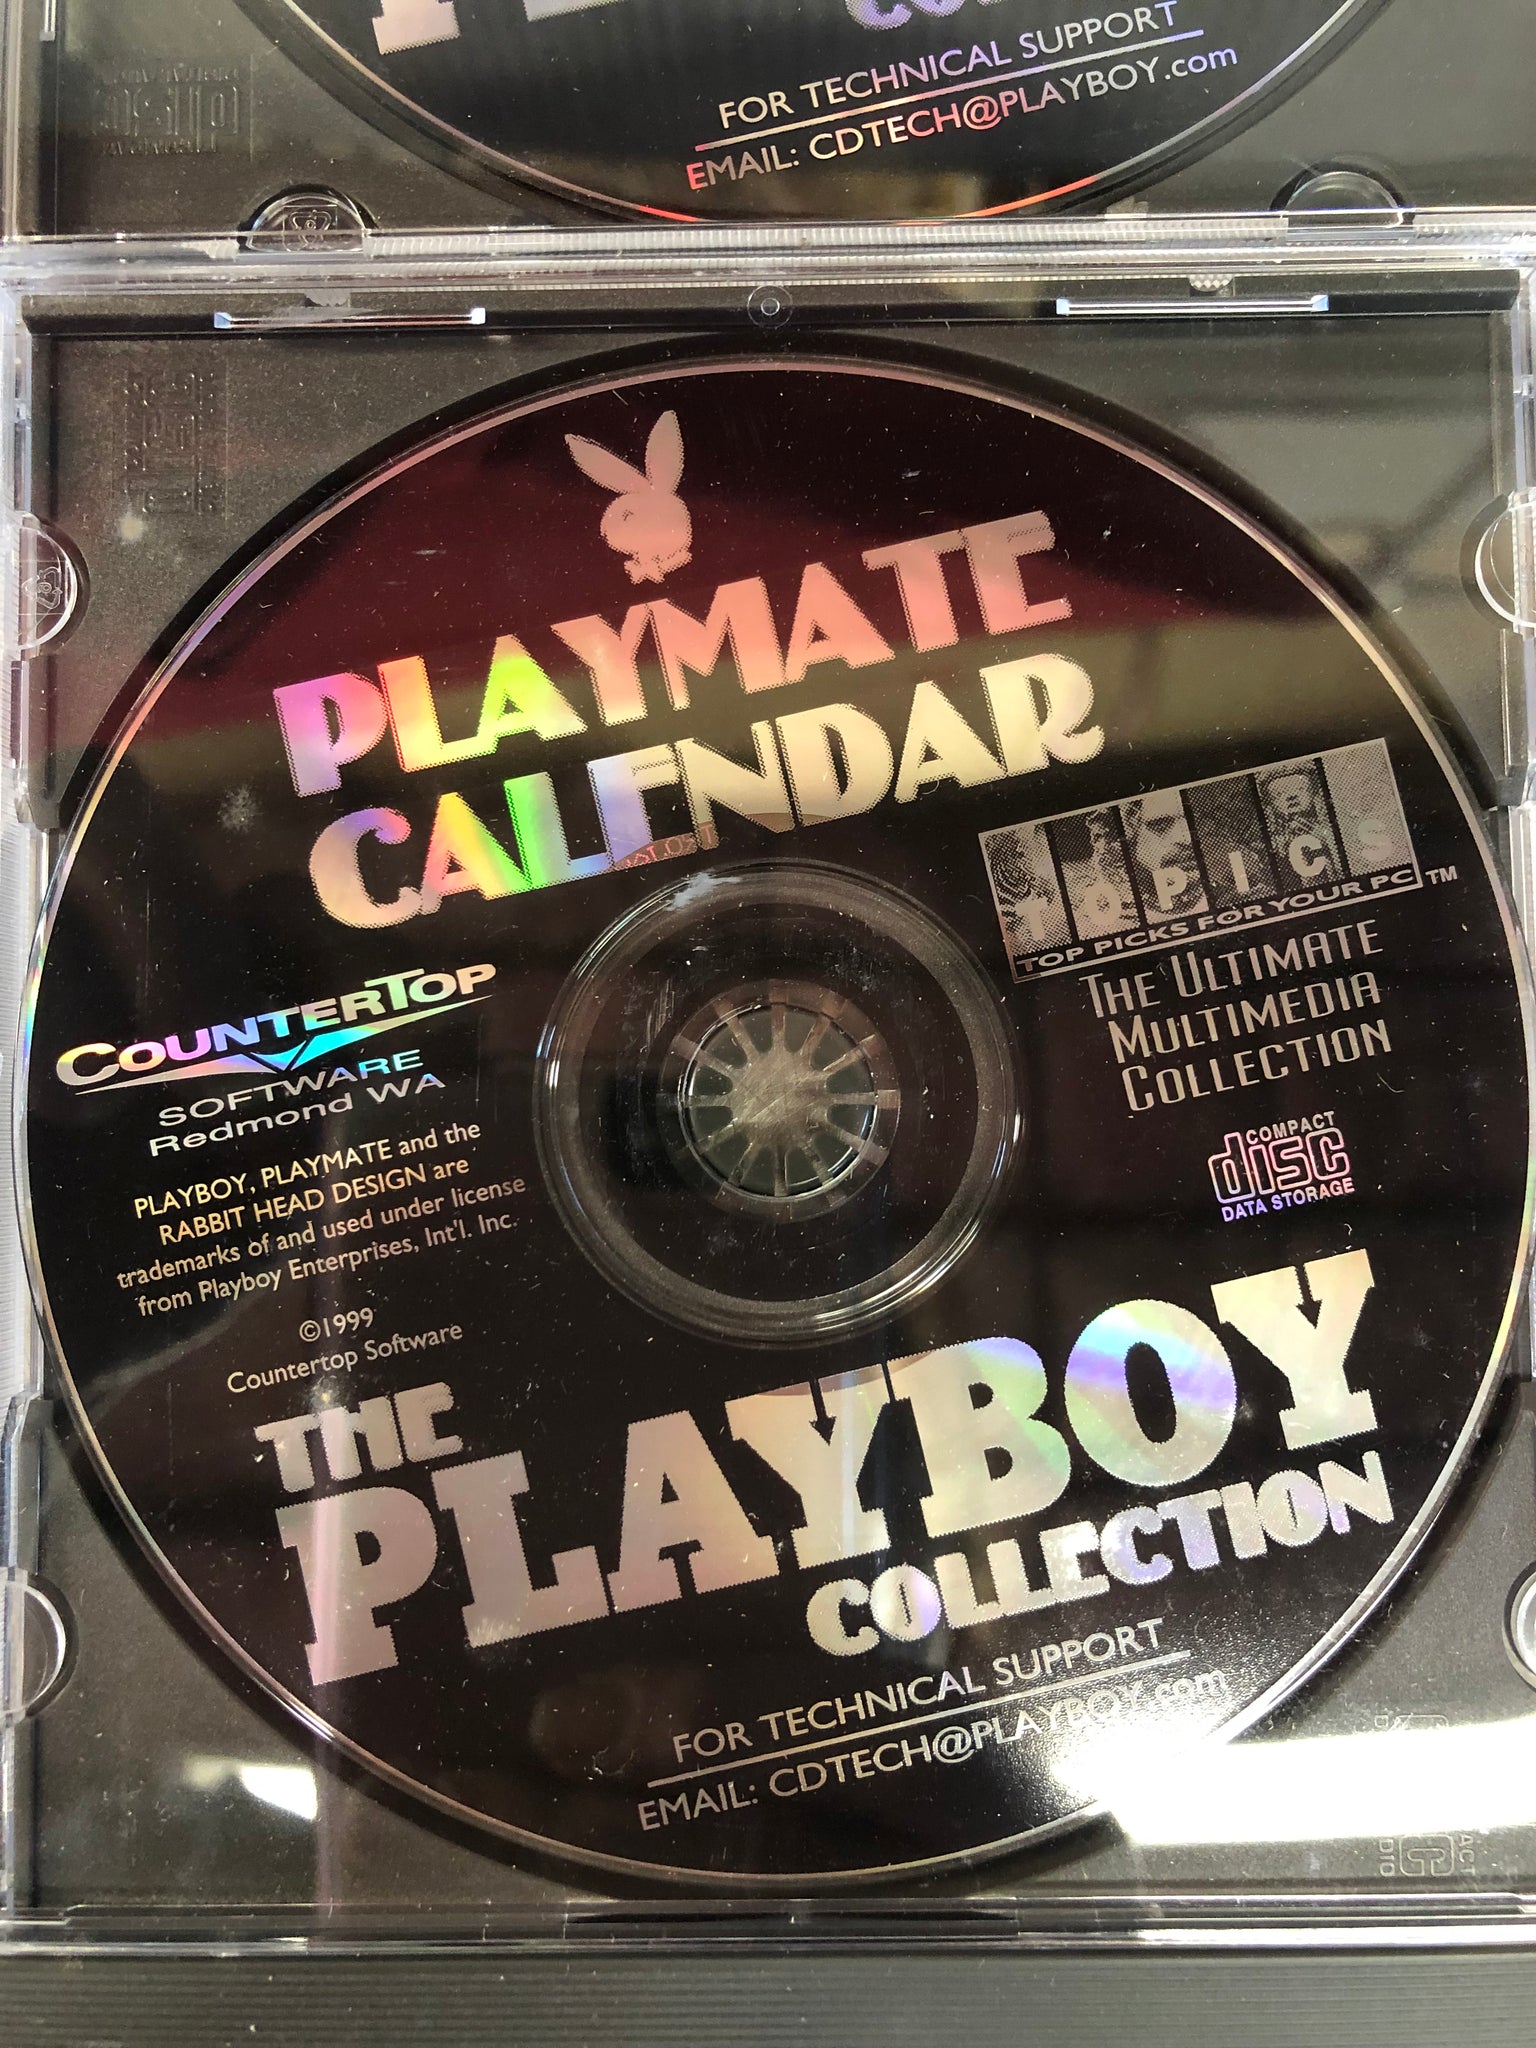 FOR TECHNICAL SUPPORT
EMAIL: CDTECH@PLAYBOY.com
PLAYMATE
CALENDAR
TOPICS
TOP PICKS FOR YOUR PC ™
THE ULTIMATE
MULTIMEDIA
COLLECTION
COUNTERTOP
SOFTWARE
Redmond WA
COMPACT
disc
DATA STORAGE
PLAYBOY, PLAYMATE and the
RABBIT HEAD DESIGN are
trademarks of and used under license
from Playboy Enterprises, Int'l. Inc.
©1999
Countertop Software
THE
PLAYBOY
COLLECTION
FOR TECHNICAL SUPPORT
EMAIL: CDTECH@PLAYBOY.com